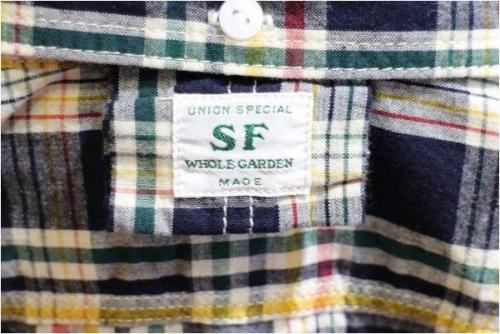 UNION SPECIAL
SF
WHOLE GARDEN
MADE